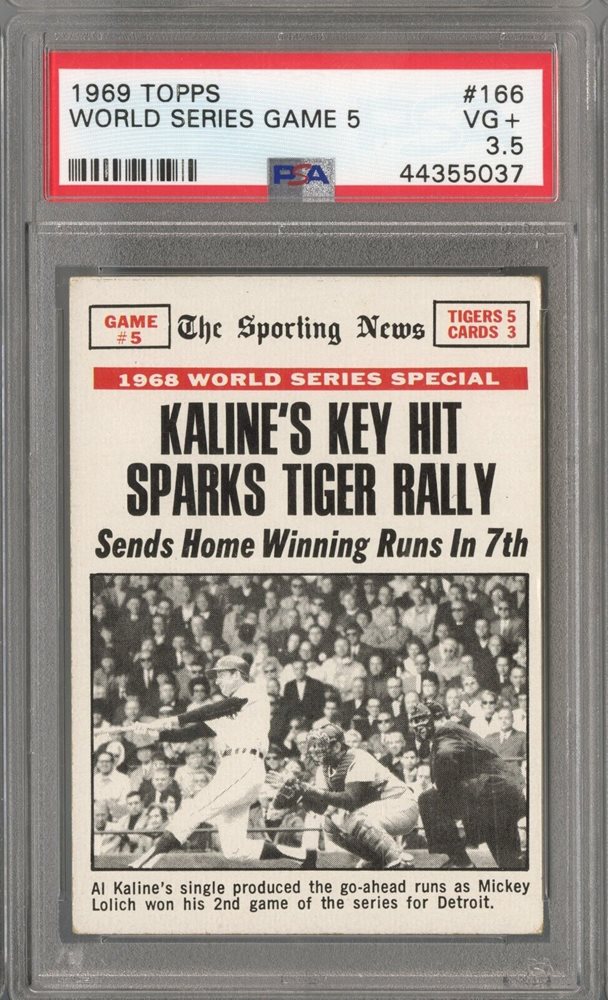 1969 TOPPS #166
WORLD SERIES GAME 5 VG+
3.5
PSA 44355037
GAME #5
The Sporting News
TIGERS 5
CARDS 3
1968 WORLD SERIES SPECIAL
KALINE'S KEY HIT
SPARKS TIGER RALLY
Sends Home Winning Runs In 7th
Al Kaline's single produced the go-ahead runs as Mickey
Lolich won his 2nd game of the series for Detroit.